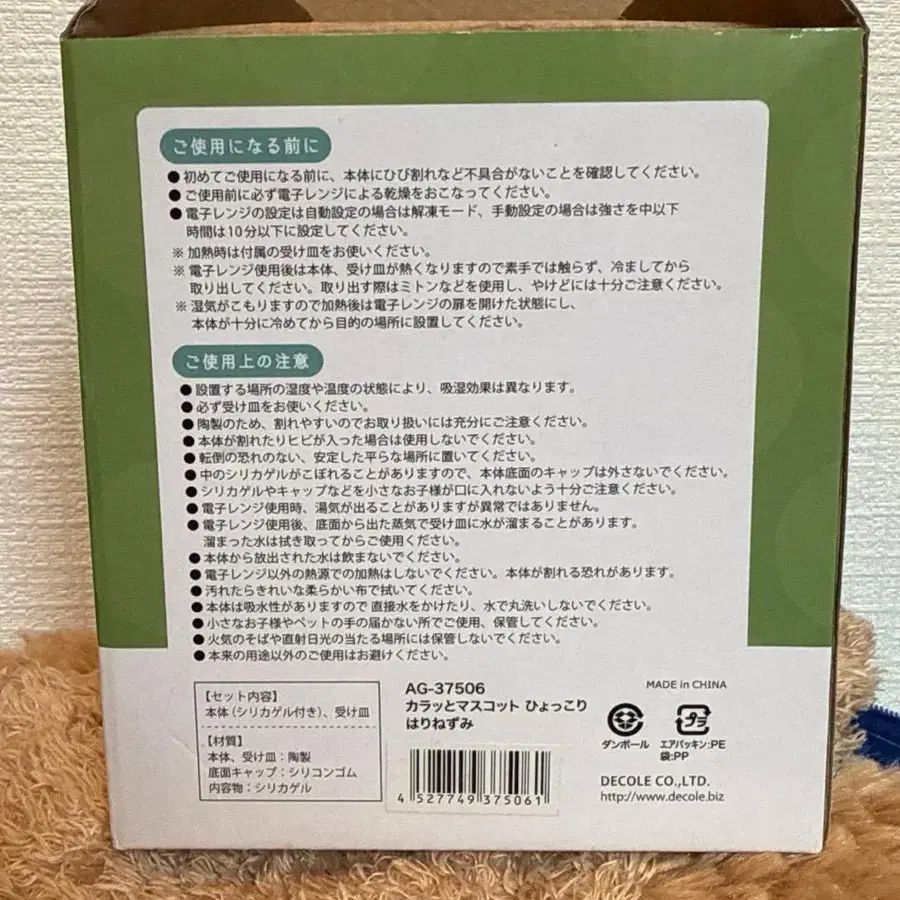 ご使用になる前に
●初めてご使用になる前に、本体にひび割れなど不具合がないことを確認してください。
●ご使用前に必ず電子レンジによる乾燥をおこなってください。
●電子レンジの設定は自動設定の場合は解凍モード、手動設定の場合は強さを中以下
時間は10分以下に設定してください。
※加熱時は付属の受け皿をお使いください。
※電子レンジ使用後は本体、受け皿が熱くなりますので素手では触らず、冷ましてから
取り出してください。取り出す際はミトンなどを使用し、やけどには十分ご注意ください。
※湿気がこもりますので加熱後は電子レンジの扉を開けた状態にし、
本体が十分に冷めてから目的の場所に設置してください。
ご使用上の注意
●設置する場所の湿度や温度の状態により、吸湿効果は異なります。
●必ず受け皿をお使いください。
●陶製のため、割れやすいのでお取り扱いには充分にご注意ください。
●本体が割れたりヒビが入った場合は使用しないでください。
●転倒の恐れのない、安定した平らな場所に置いてください。
●中のシリカゲルがこぼれることがありますので、本体底面のキャップは外さないでください。
●シリカゲルやキャップなどを小さなお子様が口に入れないよう十分ご注意ください。
●電子レンジ使用時、湯気が出ることがありますが異常ではありません。
●電子レンジ使用後、底面から出た蒸気で受け皿に水が溜まることがあります。
溜まった水は拭き取ってからご使用ください。
●本体から放出された水は飲まないでください。
●電子レンジ以外の熱源での加熱はしないでください。本体が割れる恐れがあります。
●汚れたらきれいな柔らかい布で拭いてください。
●本体は吸水性がありますので 直接水をかけたり、水で丸洗いしないでください。
●小さなお子様やペットの手の届かない所でご使用、保管してください。
●火気のそばや直射日光の当たる場所には保管しないでください。
●本来の用途以外のご使用はお避けください。
【セット内容】
本体(シリカゲル付き)、受け皿
【材質】
本体、受け皿:陶製
底面キャップ:シリコンゴム
内容物:シリカゲル
AG-37506
カラッとマスコット ひょっこり
はりねずみ
4 527749 375061
MADE in CHINA
ダンボール
プラ
エアパッキン:PE
袋:PP
DECOLE CO.,LTD.
http://www.decole.biz